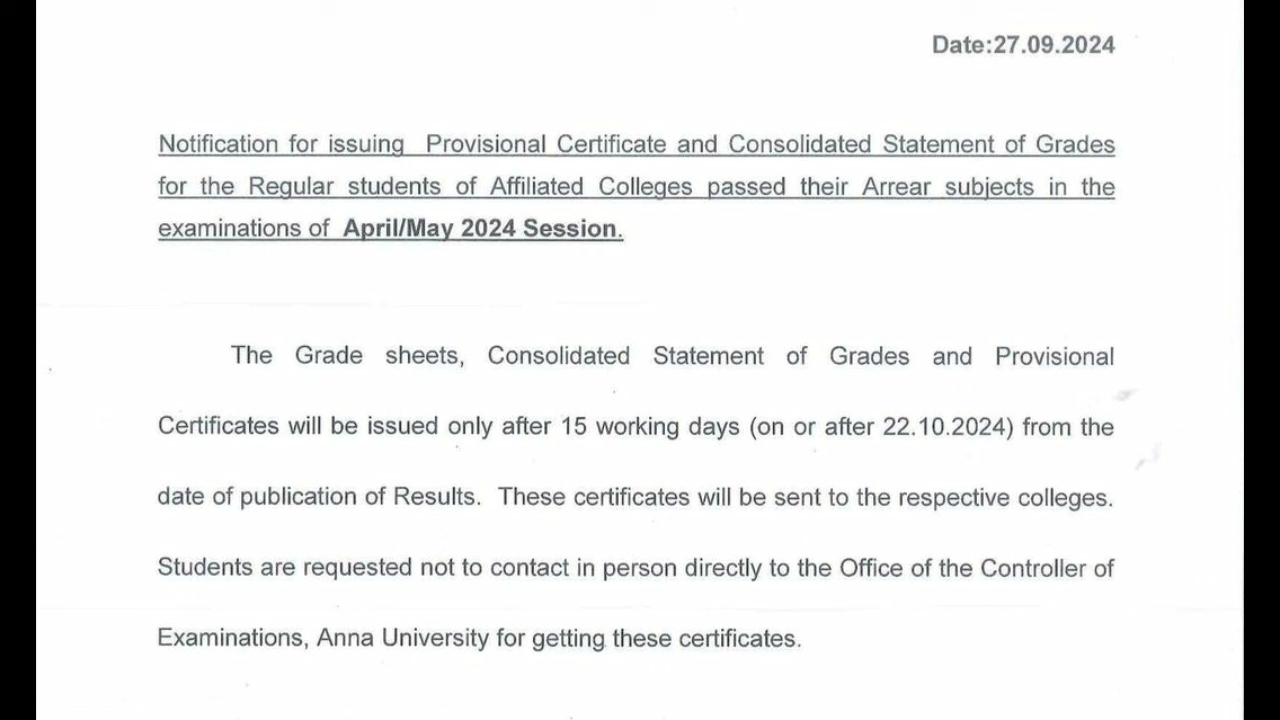 Date:27.09.2024
Notification for issuing Provisional Certificate and Consolidated Statement of Grades
for the Regular students of Affiliated Colleges passed their Arrear subjects in the
examinations of April/May 2024 Session.
The Grade sheets, Consolidated Statement of Grades and Provisional
Certificates will be issued only after 15 working days (on or after 22.10.2024) from the
date of publication of Results. These certificates will be sent to the respective colleges.
Students are requested not to contact in person directly to the Office of the Controller of
Examinations, Anna University for getting these certificates.